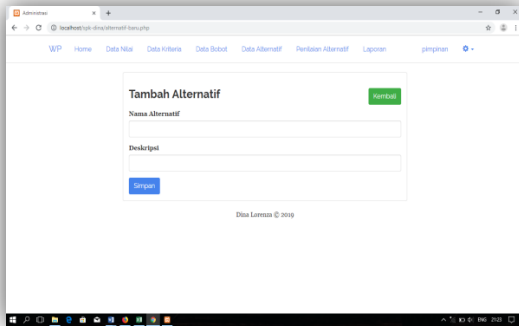 Administrasi
localhost/spk-dina/alternatif-baru.php
WP Home Data Nilai Data Kriteria Data Bobot Data Alternatif Penilaian Alternatif Laporan pimpinan
Tambah Alternatif
Kembali
Nama Alternatif
Deskripsi
Simpan
Dina Lorenza © 2019
ENG 21:23